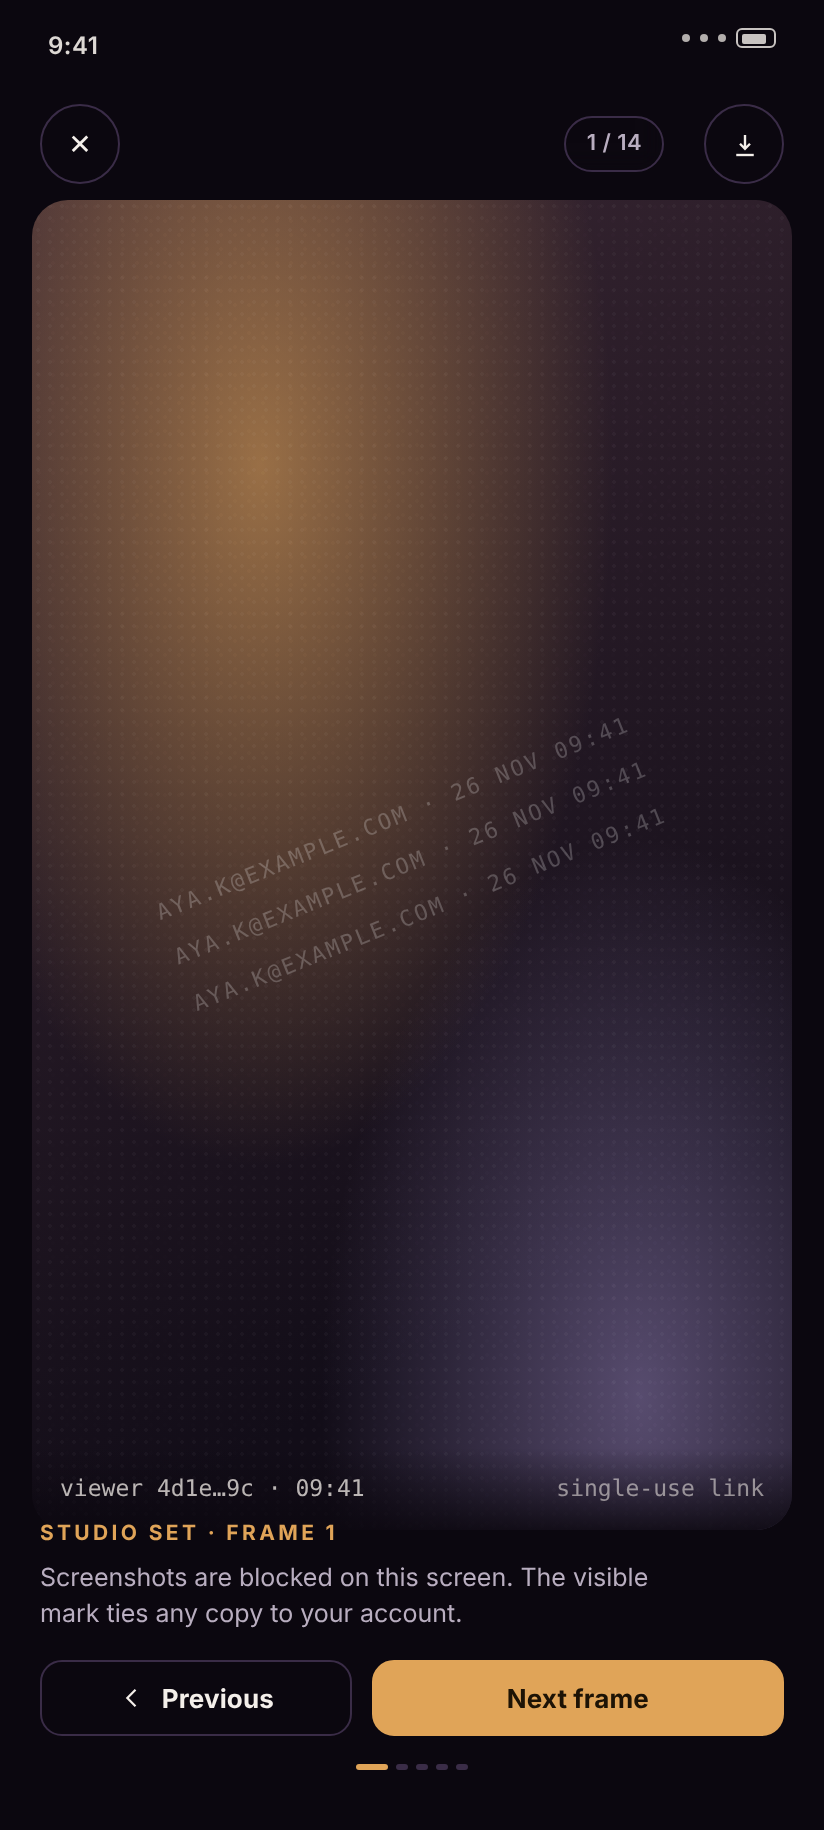 9:41
1 / 14
AYA.K@EXAMPLE.COM · 26 NOV 09:41
AYA.K@EXAMPLE.COM · 26 NOV 09:41
AYA.K@EXAMPLE.COM · 26 NOV 09:41
viewer 4d1e…9c · 09:41 single-use link
STUDIO SET · FRAME 1
Screenshots are blocked on this screen. The visible
mark ties any copy to your account.
Previous Next frame